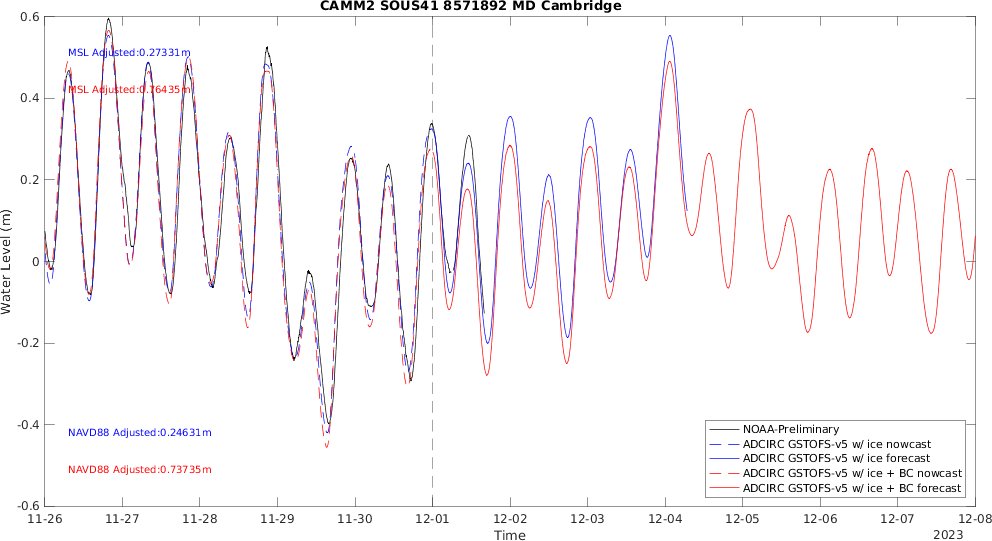 CAMM2 SOUS41 8571892 MD Cambridge
MSL Adjusted:0.27331m
MSL Adjusted:0.76435m
NAVD88 Adjusted:0.24631m
NAVD88 Adjusted:0.73735m
Water Level (m)
0.6
0.4
0.2
0
-0.2
-0.4
-0.6
NOAA-Preliminary
ADCIRC GSTOFS-v5 w/ ice nowcast
ADCIRC GSTOFS-v5 w/ ice forecast
ADCIRC GSTOFS-v5 w/ ice + BC nowcast
ADCIRC GSTOFS-v5 w/ ice + BC forecast
11-26 11-27 11-28 11-29 11-30 12-01 12-02 12-03 12-04 12-05 12-06 12-07 12-08
Time
2023